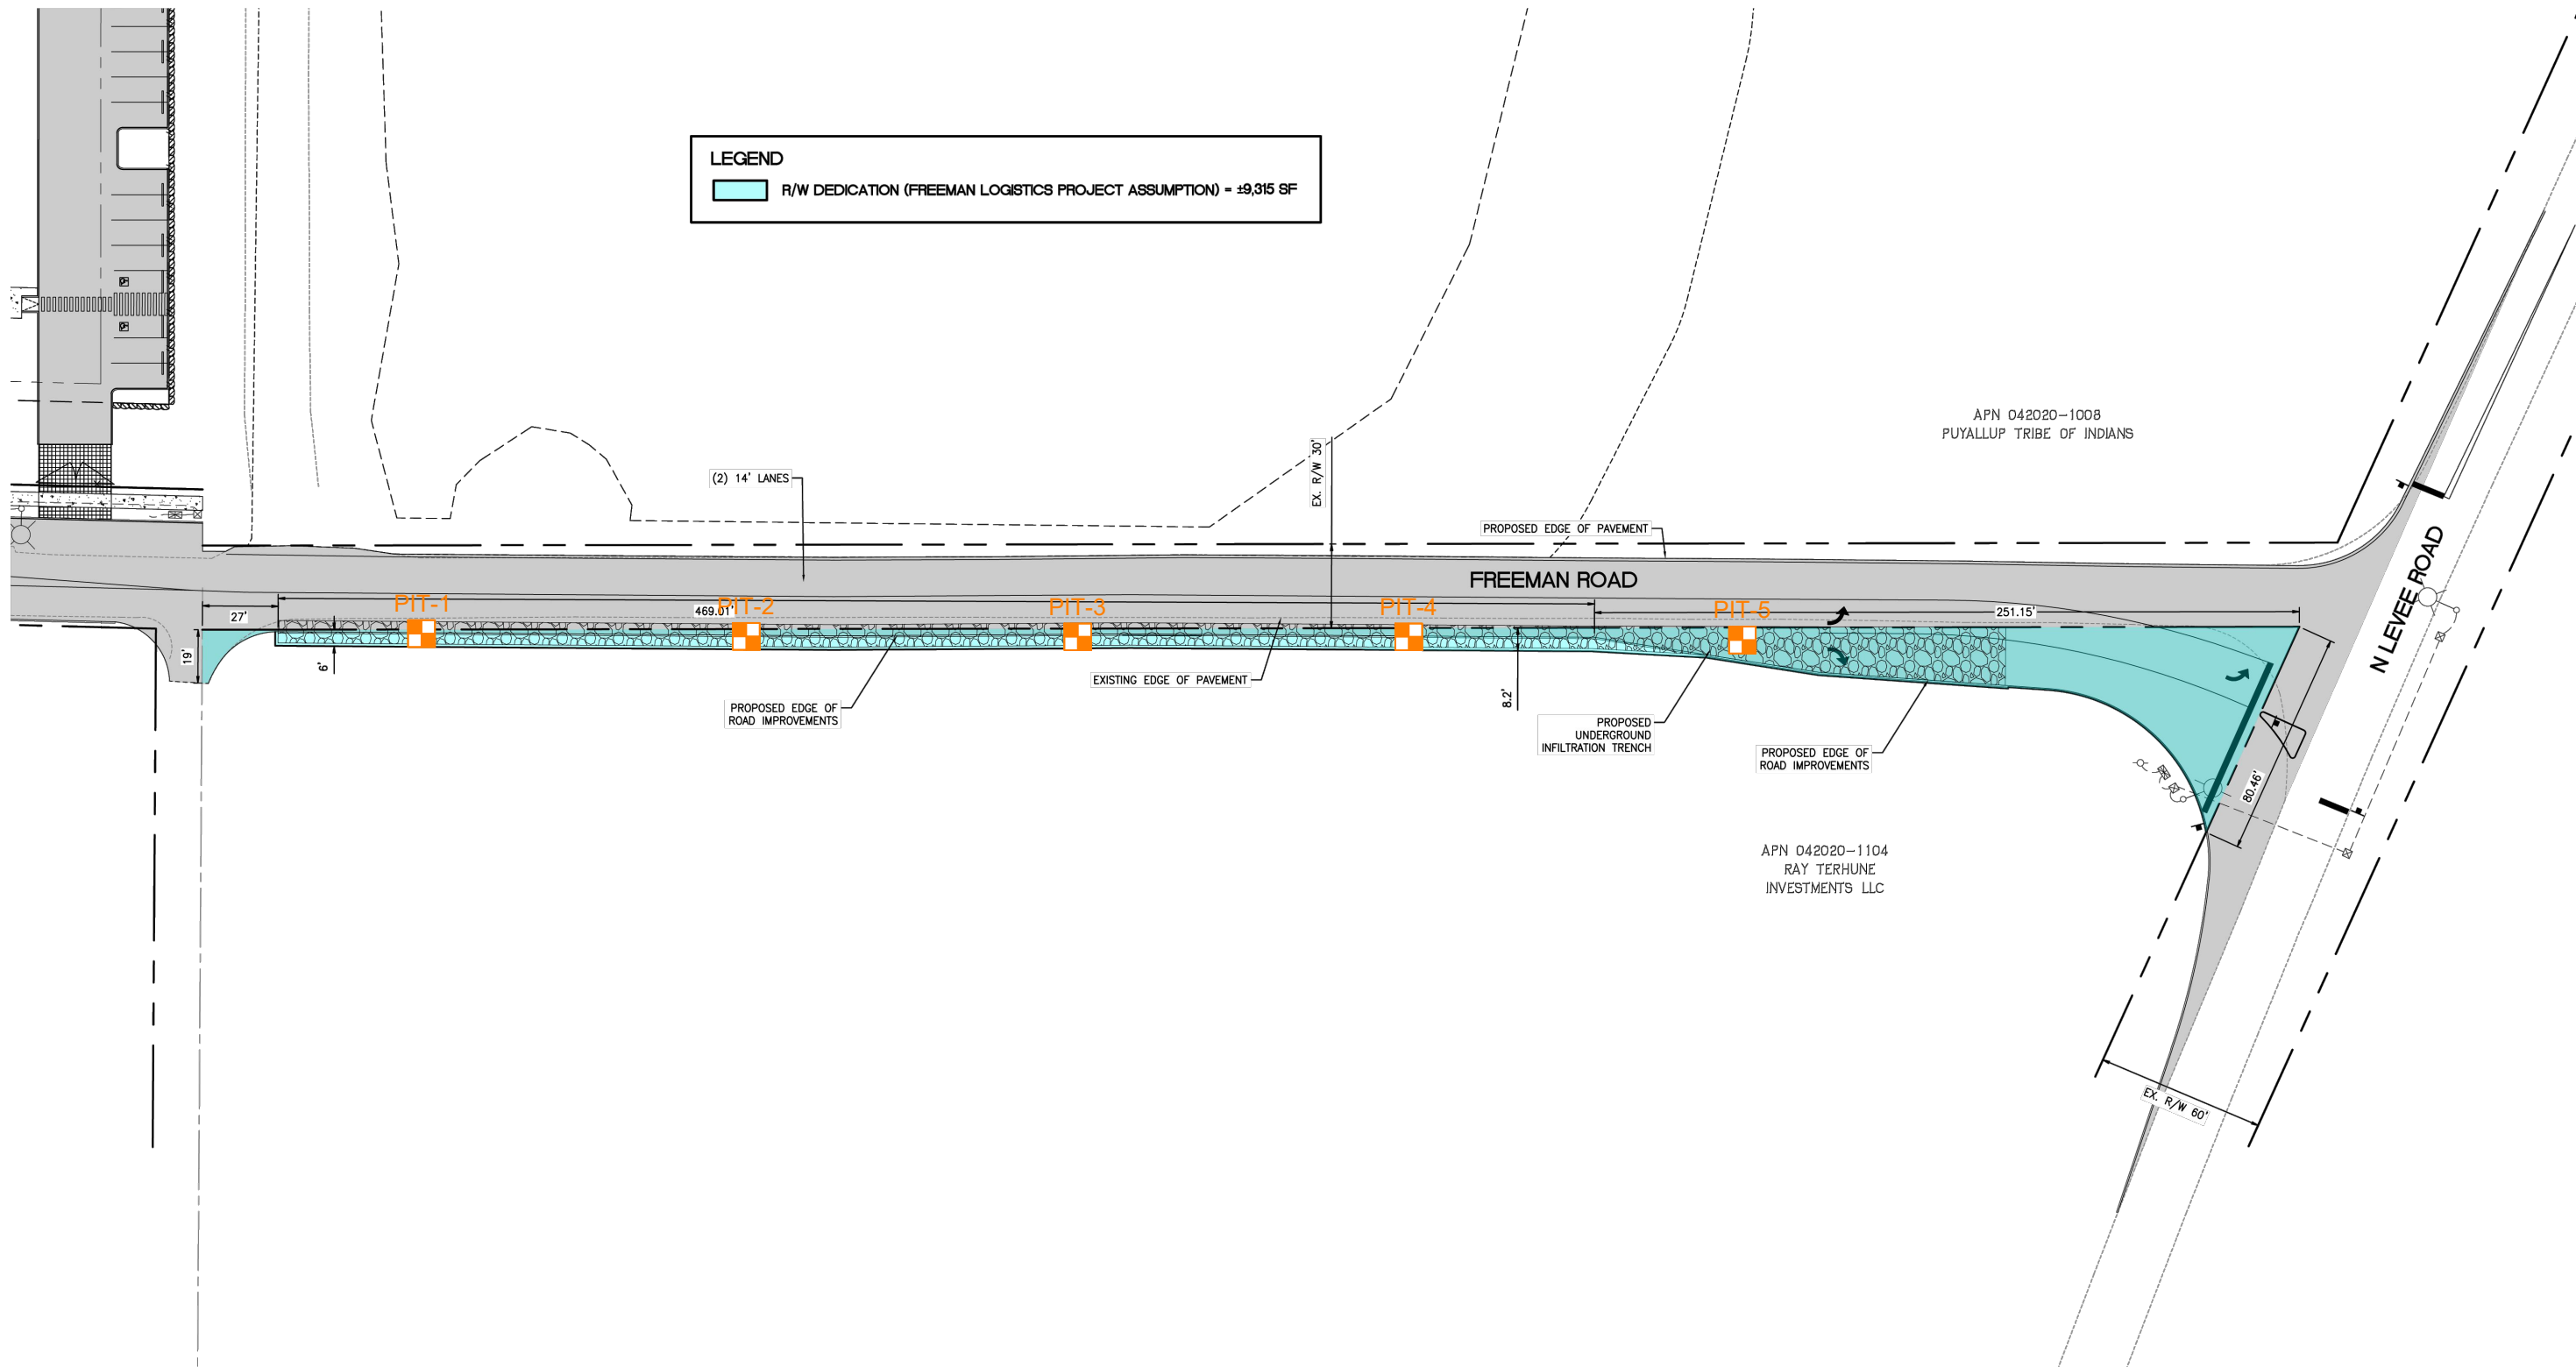 LEGEND
R/W DEDICATION (FREEMAN LOGISTICS PROJECT ASSUMPTION) = ±9,315 SF
APN 042020-1008
PUYALLUP TRIBE OF INDIANS
(2) 14' LANES
EX. R/W 30'
PROPOSED EDGE OF PAVEMENT
FREEMAN ROAD
N LEVEE ROAD
27'
469.01'
251.15'
PIT-1
PIT-2
PIT-3
PIT-4
PIT-5
19'
6'
8.2'
EXISTING EDGE OF PAVEMENT
PROPOSED EDGE OF
ROAD IMPROVEMENTS
PROPOSED
UNDERGROUND
INFILTRATION TRENCH
PROPOSED EDGE OF
ROAD IMPROVEMENTS
80.46'
APN 042020-1104
RAY TERHUNE
INVESTMENTS LLC
EX. R/W 60'